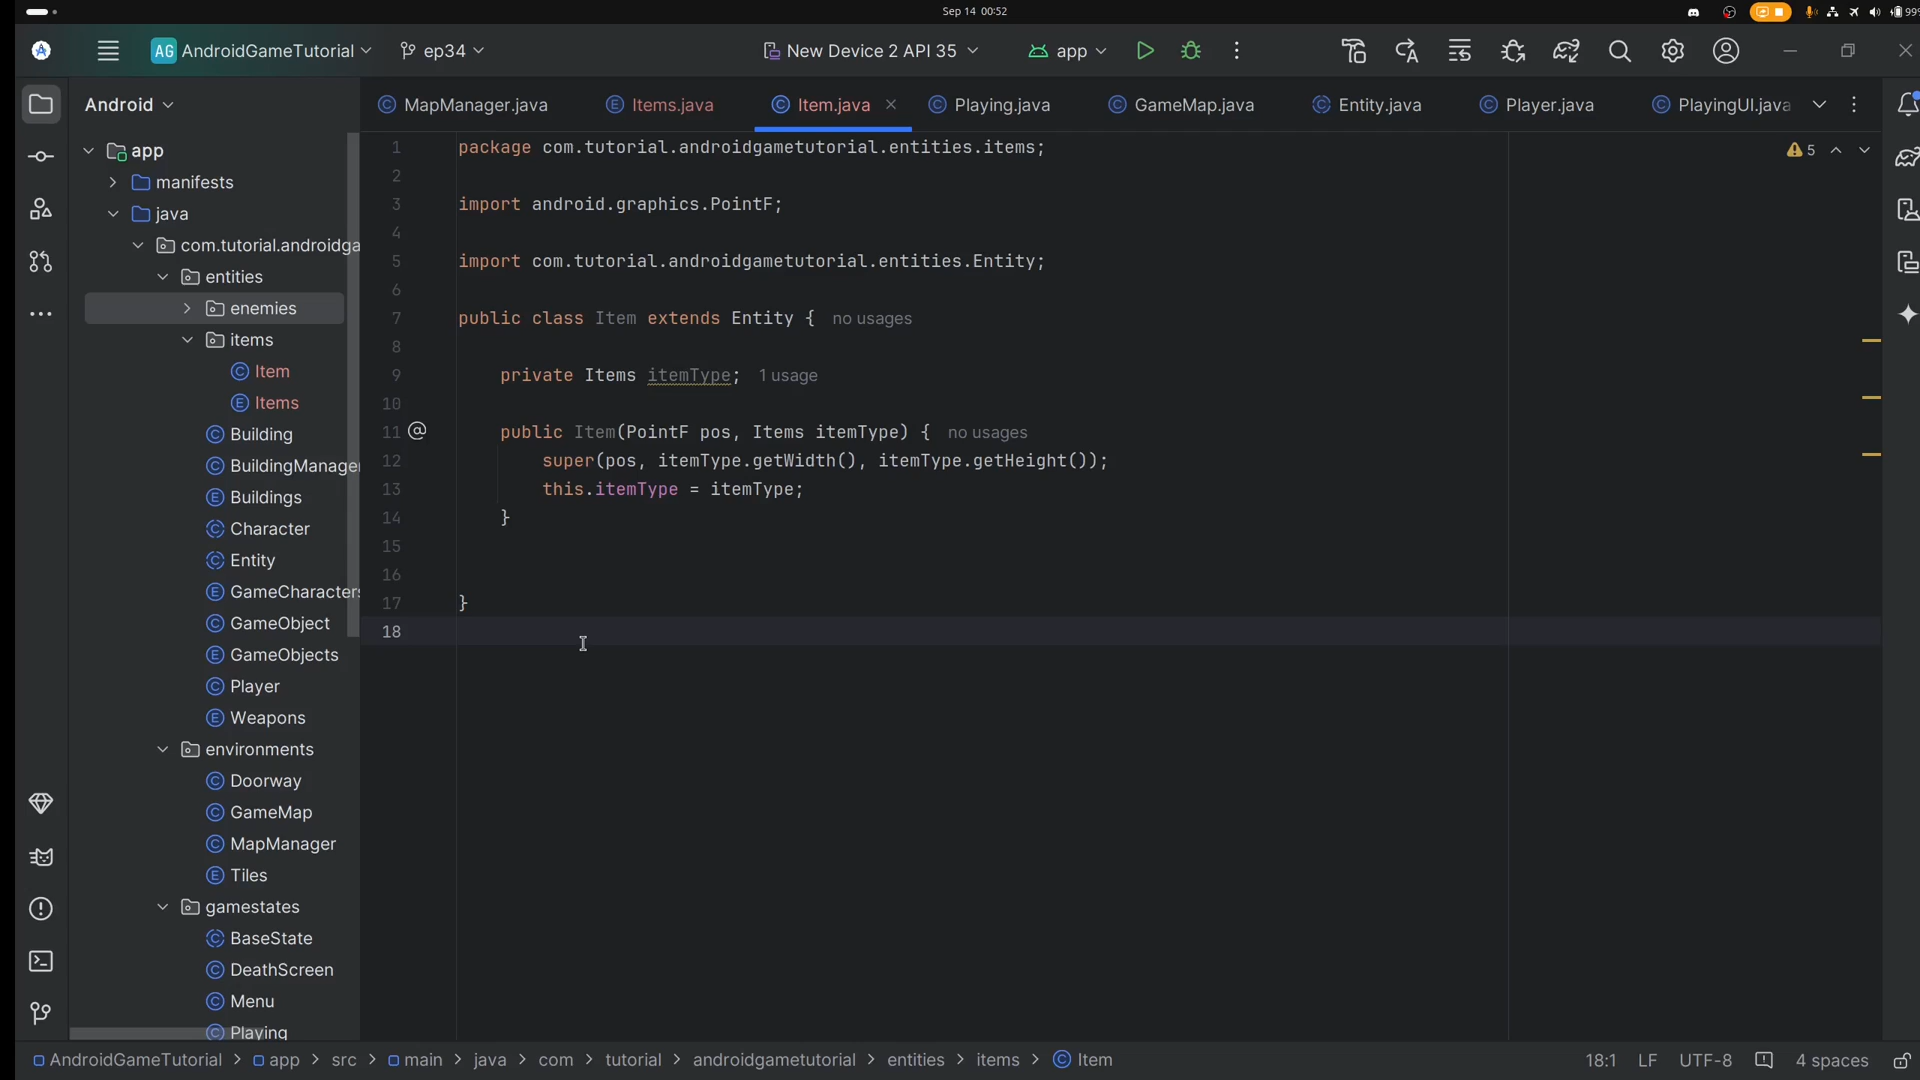 Sep 14 00:52
99%
AG AndroidGameTutorial
ep34
New Device 2 API 35
app
Android
MapManager.java
Items.java
Item.java
Playing.java
GameMap.java
Entity.java
Player.java
PlayingUI.java
app
manifests
java
com.tutorial.androidga
entities
enemies
items
Item
Items
Building
BuildingManage
Buildings
Character
Entity
GameCharacters
GameObject
GameObjects
Player
Weapons
environments
Doorway
GameMap
MapManager
Tiles
gamestates
BaseState
DeathScreen
Menu
Playing
5
1 package com.tutorial.androidgametutorial.entities.items;
2
3 import android.graphics.PointF;
4
5 import com.tutorial.androidgametutorial.entities.Entity;
6
7 public class Item extends Entity { no usages
8
9 private Items itemType; 1 usage
10
11 public Item(PointF pos, Items itemType) { no usages
12 super(pos, itemType.getWidth(), itemType.getHeight());
13 this.itemType = itemType;
14 }
15
16
17 }
18
AndroidGameTutorial > app > src > main > java > com > tutorial > androidgametutorial > entities > items > Item
18:1 LF UTF-8 4 spaces